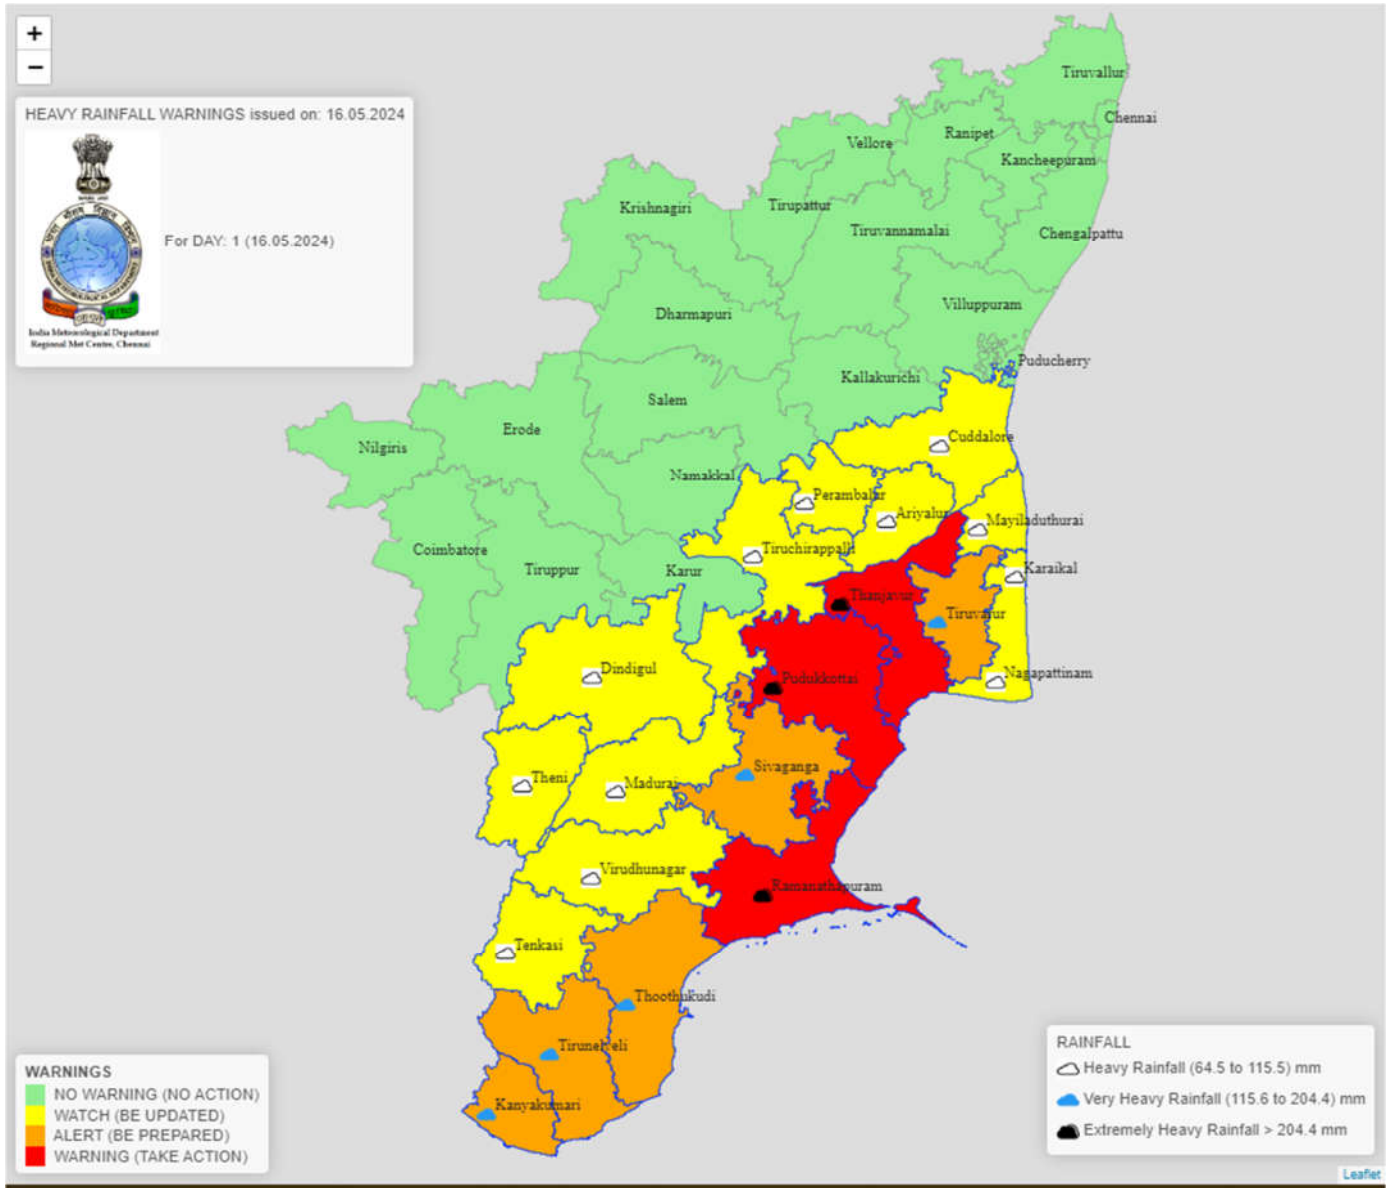 +
−
HEAVY RAINFALL WARNINGS issued on: 16.05.2024
For DAY: 1 (16.05.2024)
India Meteorological Department
Regional Met Centre, Chennai
Tiruvallur
Chennai
Ranipet
Vellore
Kancheepuram
Tirupattur
Krishnagiri
Tiruvannamalai
Chengalpattu
Villuppuram
Dharmapuri
Puducherry
Kallakurichi
Salem
Erode
Cuddalore
Nilgiris
Namakkal
Perambalur
Ariyalur
Mayiladuthurai
Tiruchirappalli
Coimbatore
Tiruppur
Karur
Karaikal
Thanjavur
Tiruvarur
Dindigul
Nagapattinam
Pudukkottai
Sivaganga
Theni
Madurai
Virudhunagar
Ramanathapuram
Tenkasi
Thoothukudi
Tirunelveli
Kanyakumari
WARNINGS
NO WARNING (NO ACTION)
WATCH (BE UPDATED)
ALERT (BE PREPARED)
WARNING (TAKE ACTION)
RAINFALL
Heavy Rainfall (64.5 to 115.5) mm
Very Heavy Rainfall (115.6 to 204.4) mm
Extremely Heavy Rainfall > 204.4 mm
Leaflet